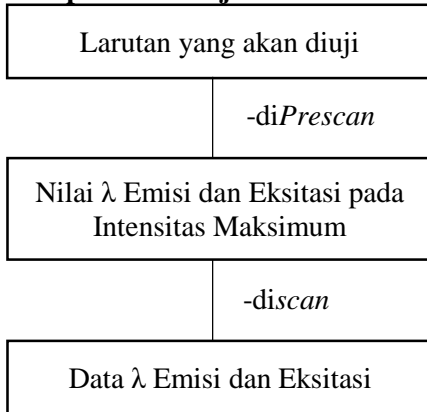 Larutan yang akan diuji
-diPrescan
Nilai λ Emisi dan Eksitasi pada
Intensitas Maksimum
-discan
Data λ Emisi dan Eksitasi